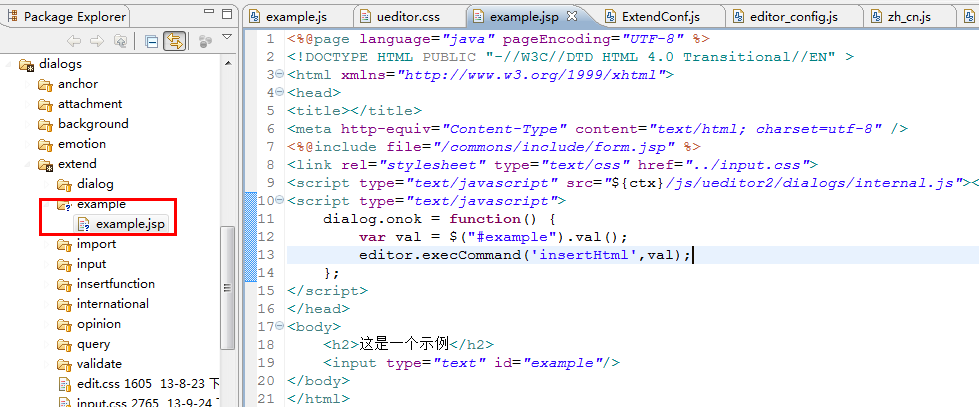 Package Explorer
dialogs
anchor
attachment
background
emotion
extend
dialog
example
example.jsp
import
input
insertfunction
international
opinion
query
validate
edit.css 1605 13-8-23 下
input.css 2765 13-9-24 下
example.js ueditor.css example.jsp ExtendConf.js editor_config.js zh_cn.js
1 <%@page language="java" pageEncoding="UTF-8" %>
2 <!DOCTYPE HTML PUBLIC "-//W3C//DTD HTML 4.0 Transitional//EN" >
3 <html xmlns="http://www.w3.org/1999/xhtml">
4 <head>
5 <title></title>
6 <meta http-equiv="Content-Type" content="text/html; charset=utf-8" />
7 <%@include file="/commons/include/form.jsp" %>
8 <link rel="stylesheet" type="text/css" href="../input.css">
9 <script type="text/javascript" src="${ctx}/js/ueditor2/dialogs/internal.js"><
10 <script type="text/javascript">
11 dialog.onok = function() {
12 var val = $("#example").val();
13 editor.execCommand('insertHtml',val);
14 };
15 </script>
16 </head>
17 <body>
18 <h2>这是一个示例</h2>
19 <input type="text" id="example"/>
20 </body>
21 </html>